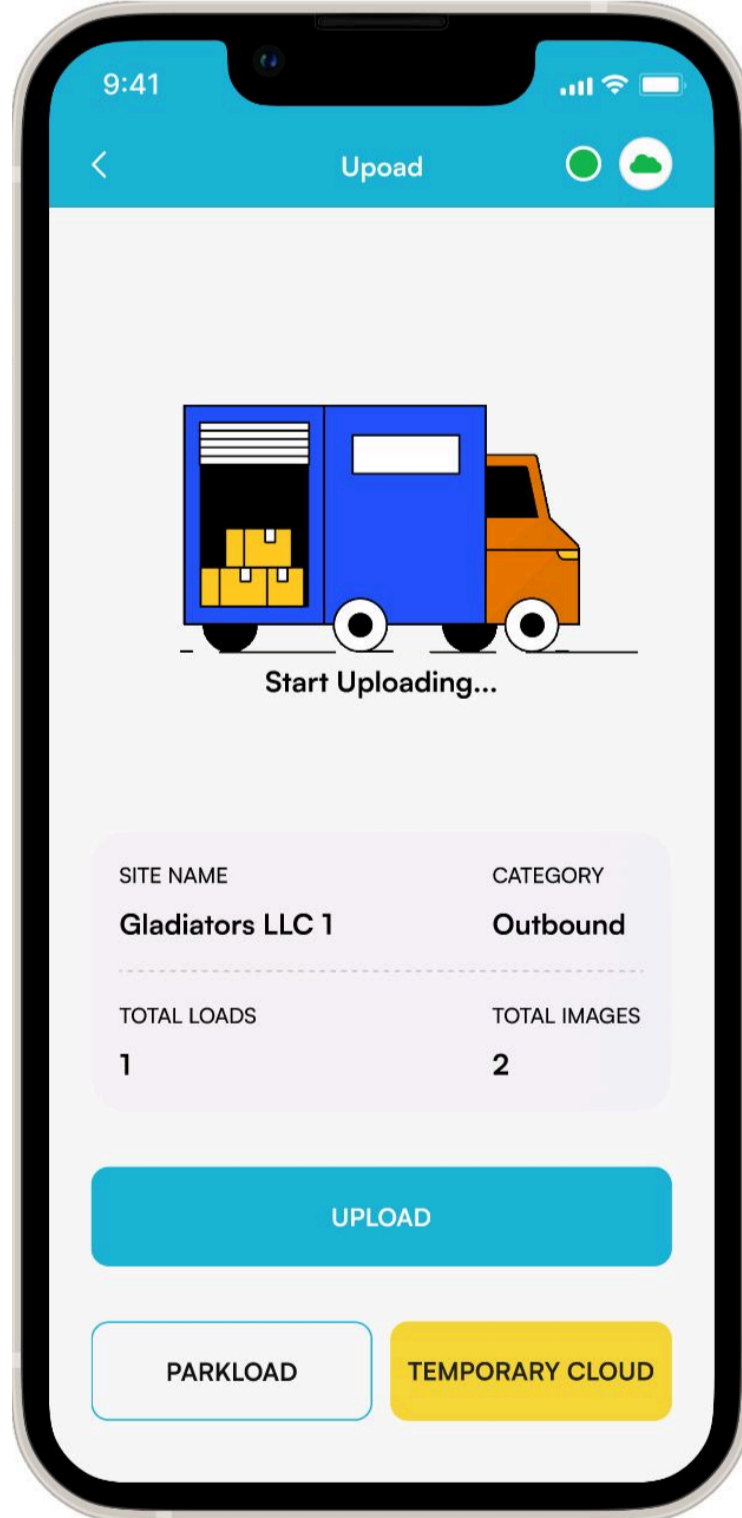 9:41
Upoad
Start Uploading...
SITE NAME CATEGORY
Gladiators LLC 1 Outbound
TOTAL LOADS TOTAL IMAGES
1 2
UPLOAD
PARKLOAD TEMPORARY CLOUD